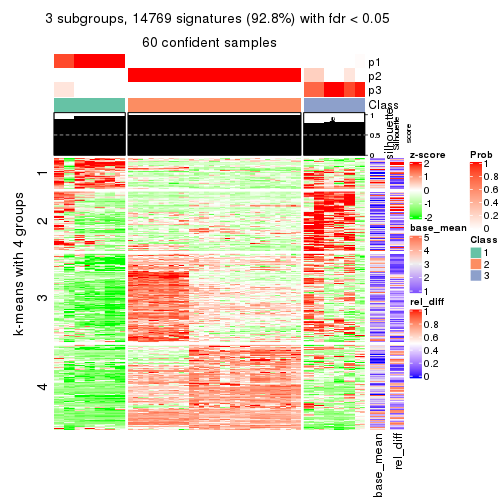 3 subgroups, 14769 signatures (92.8%) with fdr < 0.05
60 confident samples
p1
p2
p3
Class
1
0.5
0
silhouette
Silhouette
score
k-means with 4 groups
1
2
3
4
base_mean
rel_diff
z-score
2
1
0
-1
-2
base_mean
5
4
3
2
1
rel_diff
1
0.8
0.6
0.4
0.2
0
Prob
1
0.8
0.6
0.4
0.2
0
Class
1
2
3